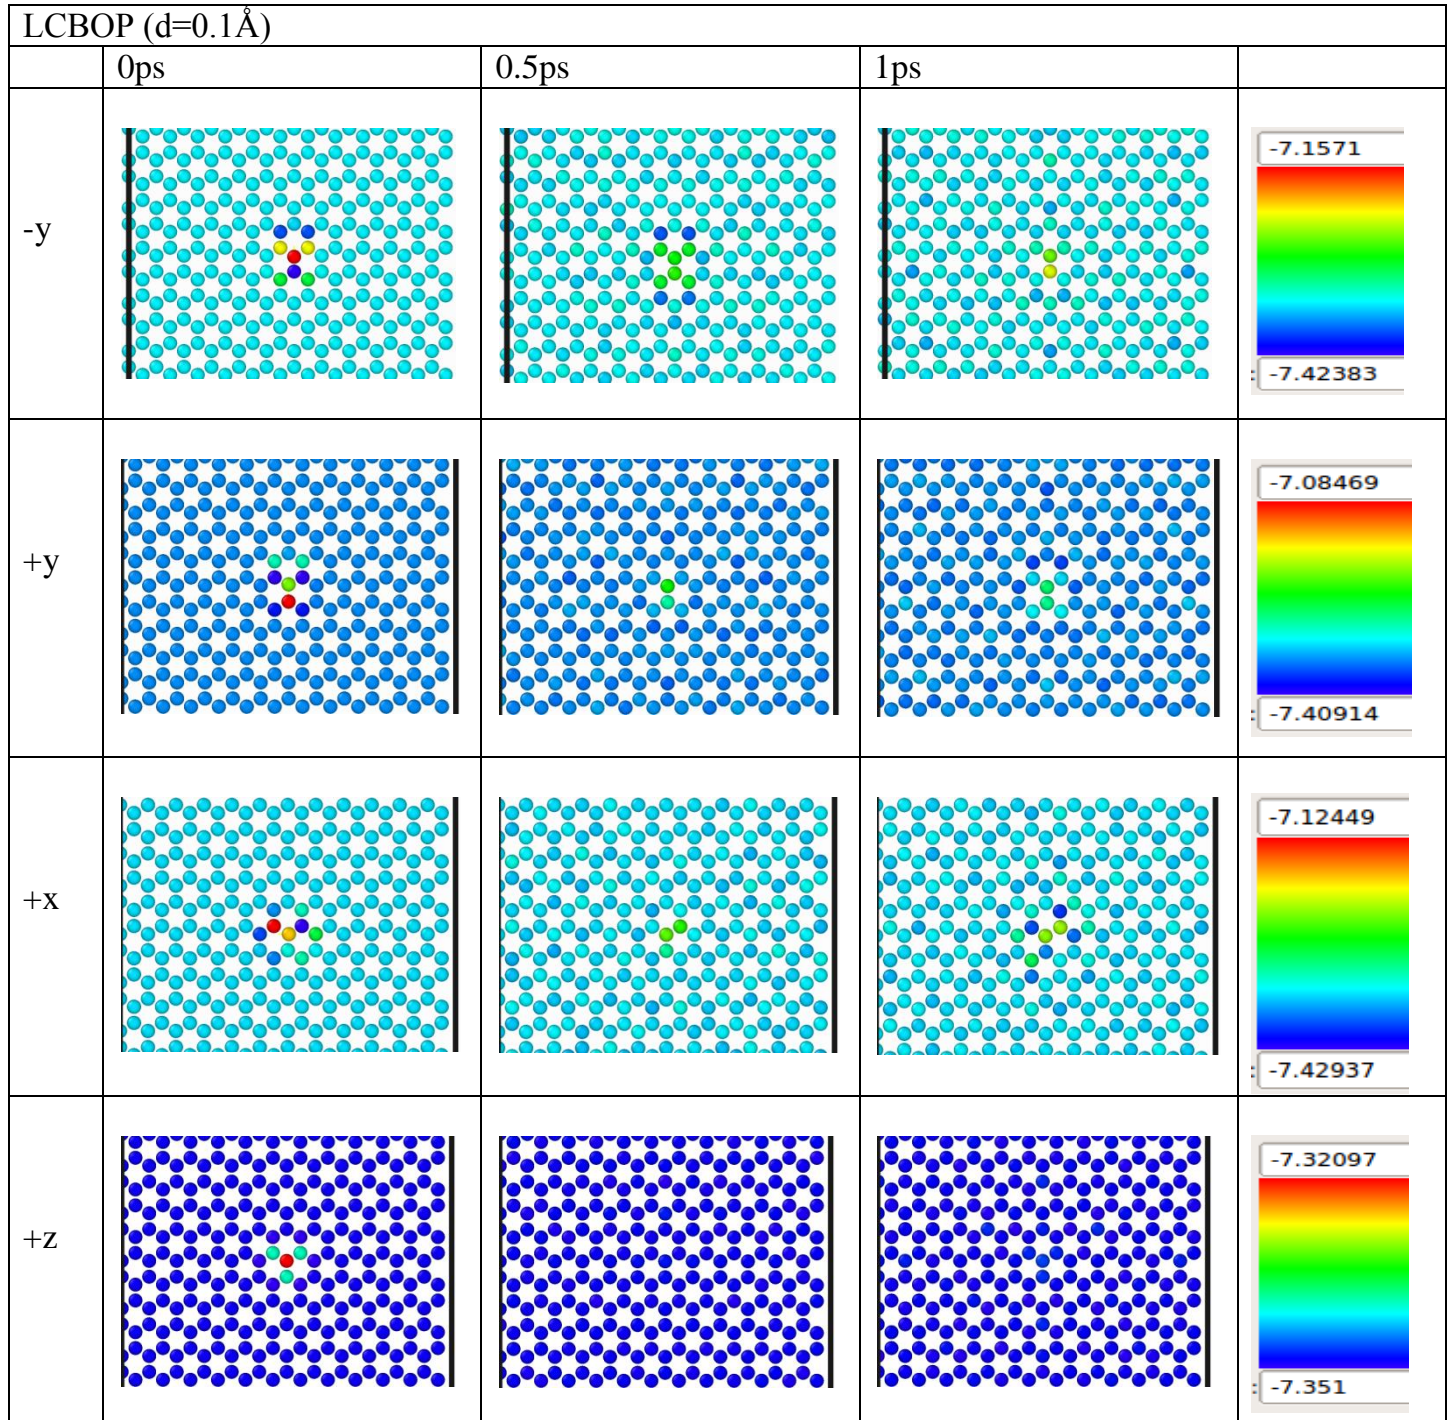 LCBOP (d=0.1Å)
0ps 0.5ps 1ps
-y
-7.1571
: -7.42383
+y
-7.08469
: -7.40914
+x
-7.12449
: -7.42937
+z
-7.32097
: -7.351